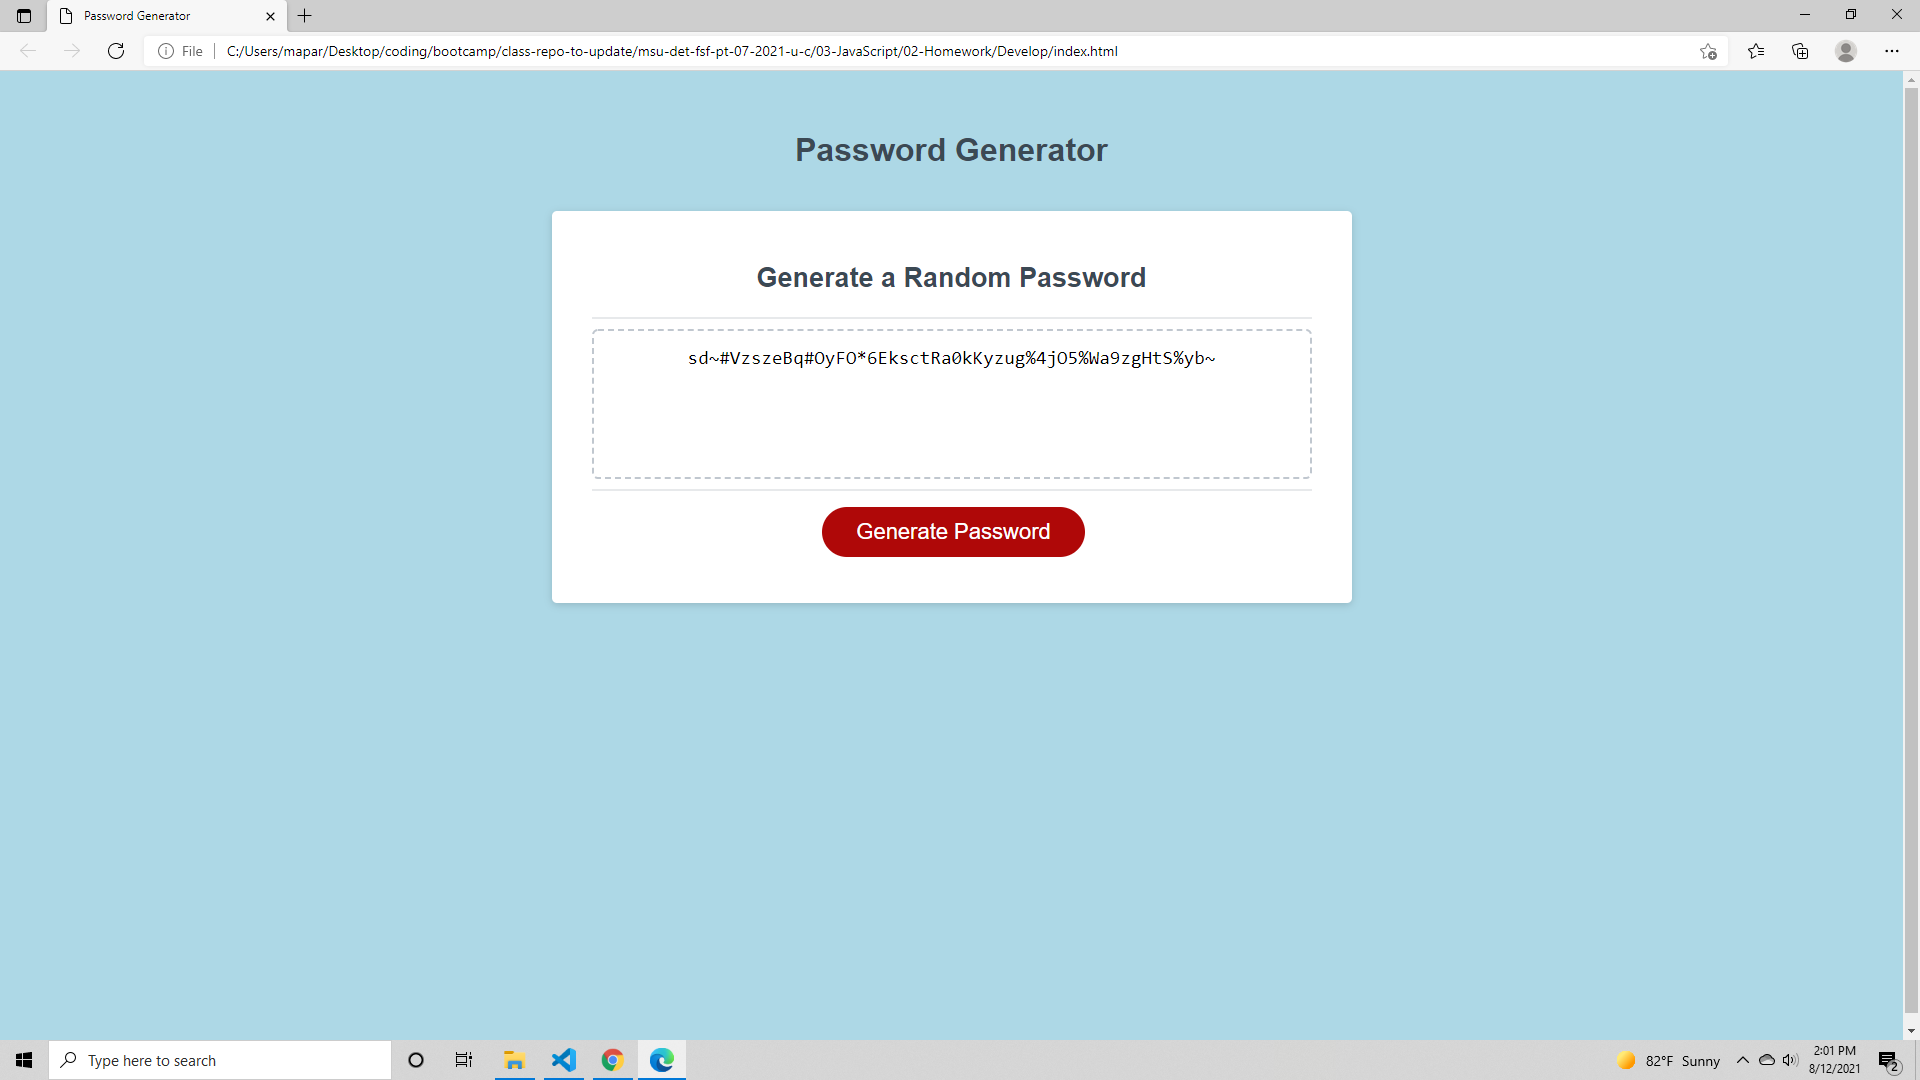 Password Generator
File
C:/Users/mapar/Desktop/coding/bootcamp/class-repo-to-update/msu-det-fsf-pt-07-2021-u-c/03-JavaScript/02-Homework/Develop/index.html
Password Generator
Generate a Random Password
sd~#VzszeBq#OyFO*6EksctRa0kKyzug%4jO5%Wa9zgHtS%yb~
Generate Password
Type here to search
82°F Sunny
2:01 PM
8/12/2021
2